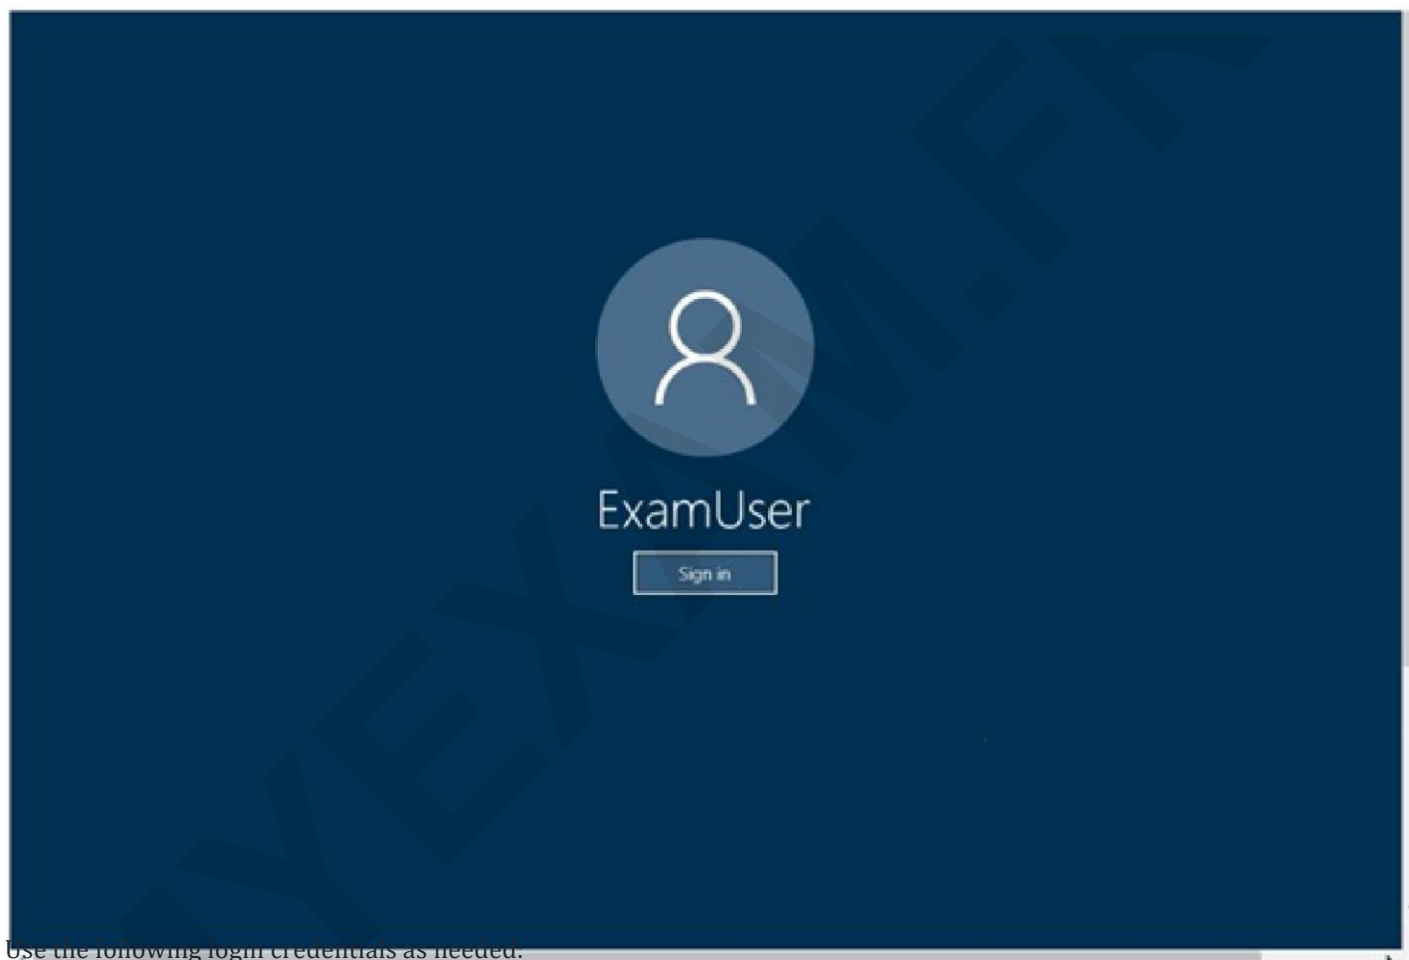 ExamUser
Sign in
Use the following login credentials as needed: